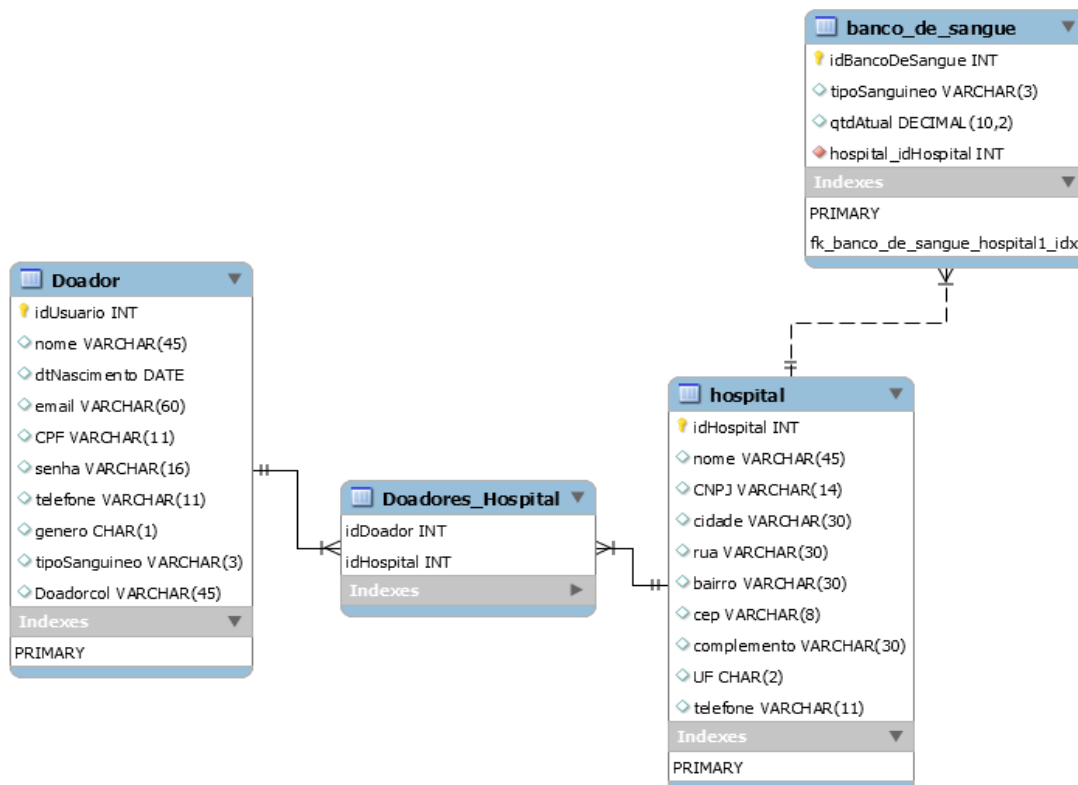 banco_de_sangue
idBancoDeSangue INT
tipoSanguineo VARCHAR(3)
qtdAtual DECIMAL(10,2)
hospital_idHospital INT
Indexes
PRIMARY
fk_banco_de_sangue_hospital1_idx
Doador
idUsuario INT
nome VARCHAR(45)
dtNascimento DATE
email VARCHAR(60)
CPF VARCHAR(11)
senha VARCHAR(16)
telefone VARCHAR(11)
genero CHAR(1)
tipoSanguineo VARCHAR(3)
Doadorcol VARCHAR(45)
Indexes
PRIMARY
Doadores_Hospital
idDoador INT
idHospital INT
Indexes
hospital
idHospital INT
nome VARCHAR(45)
CNPJ VARCHAR(14)
cidade VARCHAR(30)
rua VARCHAR(30)
bairro VARCHAR(30)
cep VARCHAR(8)
complemento VARCHAR(30)
UF CHAR(2)
telefone VARCHAR(11)
Indexes
PRIMARY